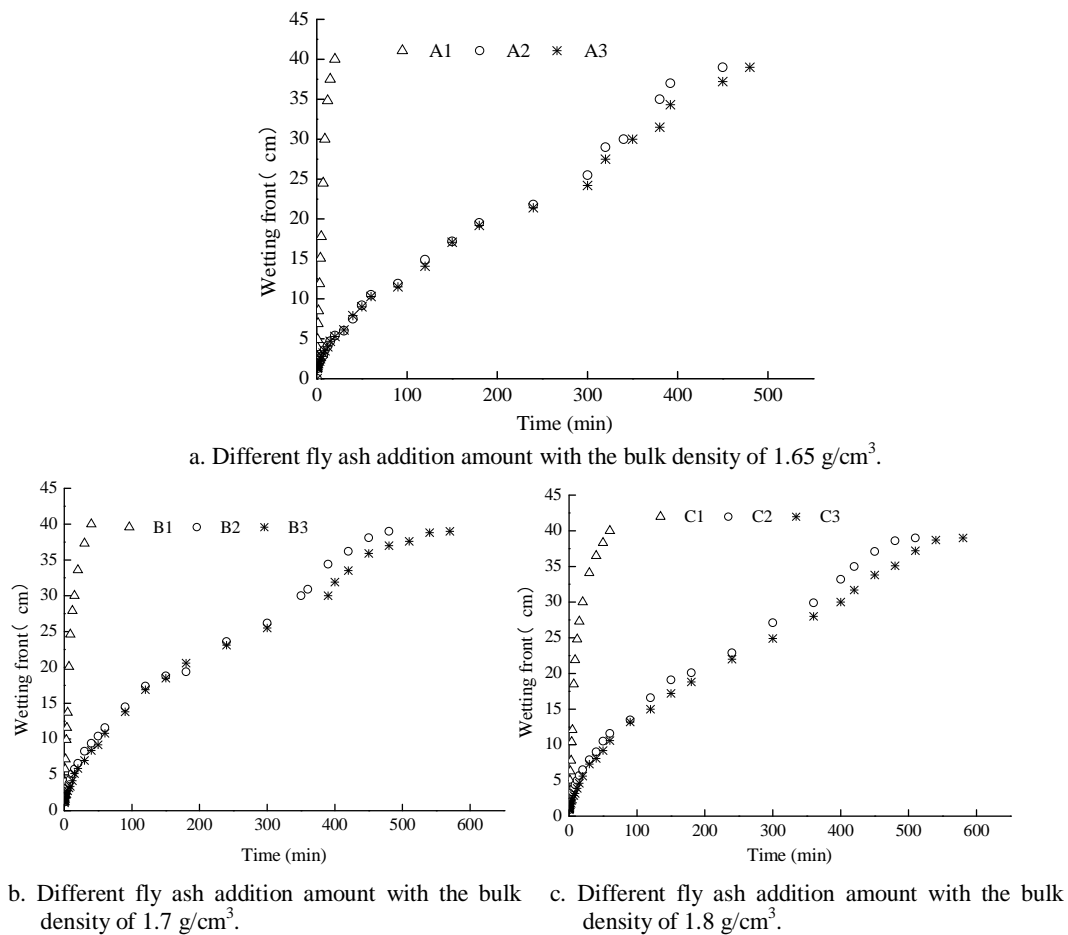 45
40
35
30
25
20
15
10
5
0
Wetting front( cm)
A1 A2 A3
0 100 200 300 400 500
Time (min)
a. Different fly ash addition amount with the bulk density of 1.65 g/cm³.
45
40
35
30
25
20
15
10
5
0
Wetting front( cm)
B1 B2 B3
0 100 200 300 400 500 600
Time (min)
b. Different fly ash addition amount with the bulk
density of 1.7 g/cm³.
45
40
35
30
25
20
15
10
5
0
Wetting front( cm)
C1 C2 C3
0 100 200 300 400 500 600
Time (min)
c. Different fly ash addition amount with the bulk
density of 1.8 g/cm³.